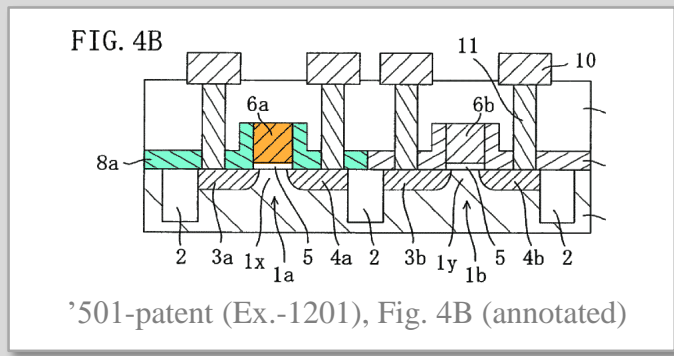 FIG. 4B
11
10
6a
6b
8a
2
3a
1x
1a
5
4a
2
3b
1y
1b
5
4b
2
’501-patent (Ex.-1201), Fig. 4B (annotated)